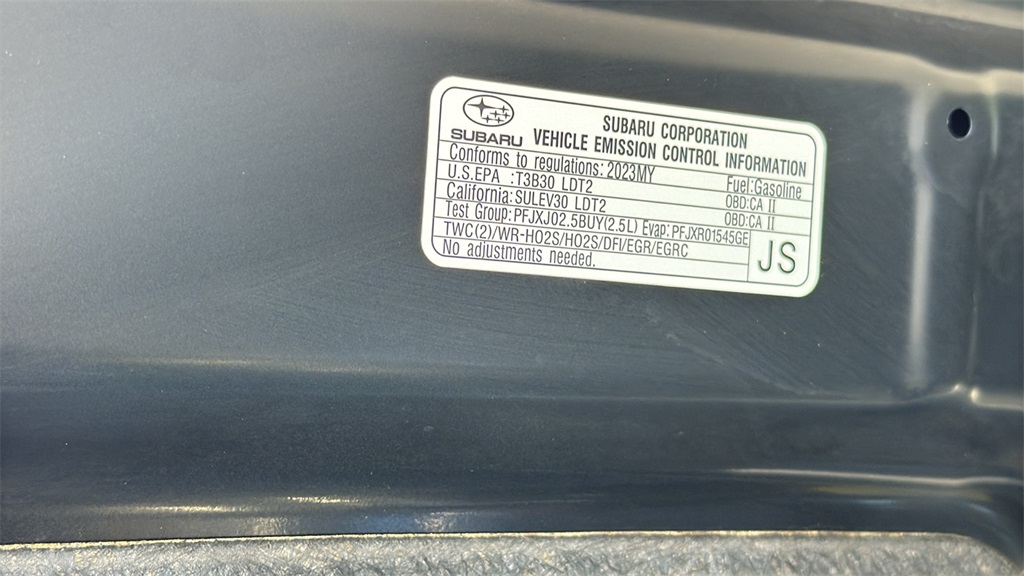 SUBARU
SUBARU CORPORATION
VEHICLE EMISSION CONTROL INFORMATION
Conforms to regulations: 2023MY Fuel:Gasoline
U.S.EPA :T3B30 LDT2 OBD:CA II
California:SULEV30 LDT2 OBD:CA II
Test Group:PFJXJ02.5BUY(2.5L) Evap:PFJXR01545GE
TWC(2)/WR-HO2S/HO2S/DFI/EGR/EGRC
No adjustments needed.
JS